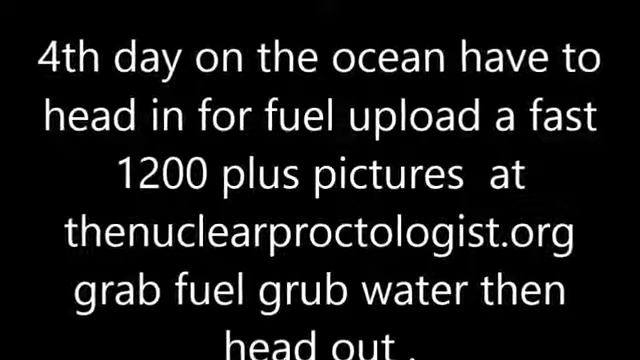 4th day on the ocean have to
head in for fuel upload a fast
1200 plus pictures  at
thenuclearproctologist.org
grab fuel grub water then
head out .